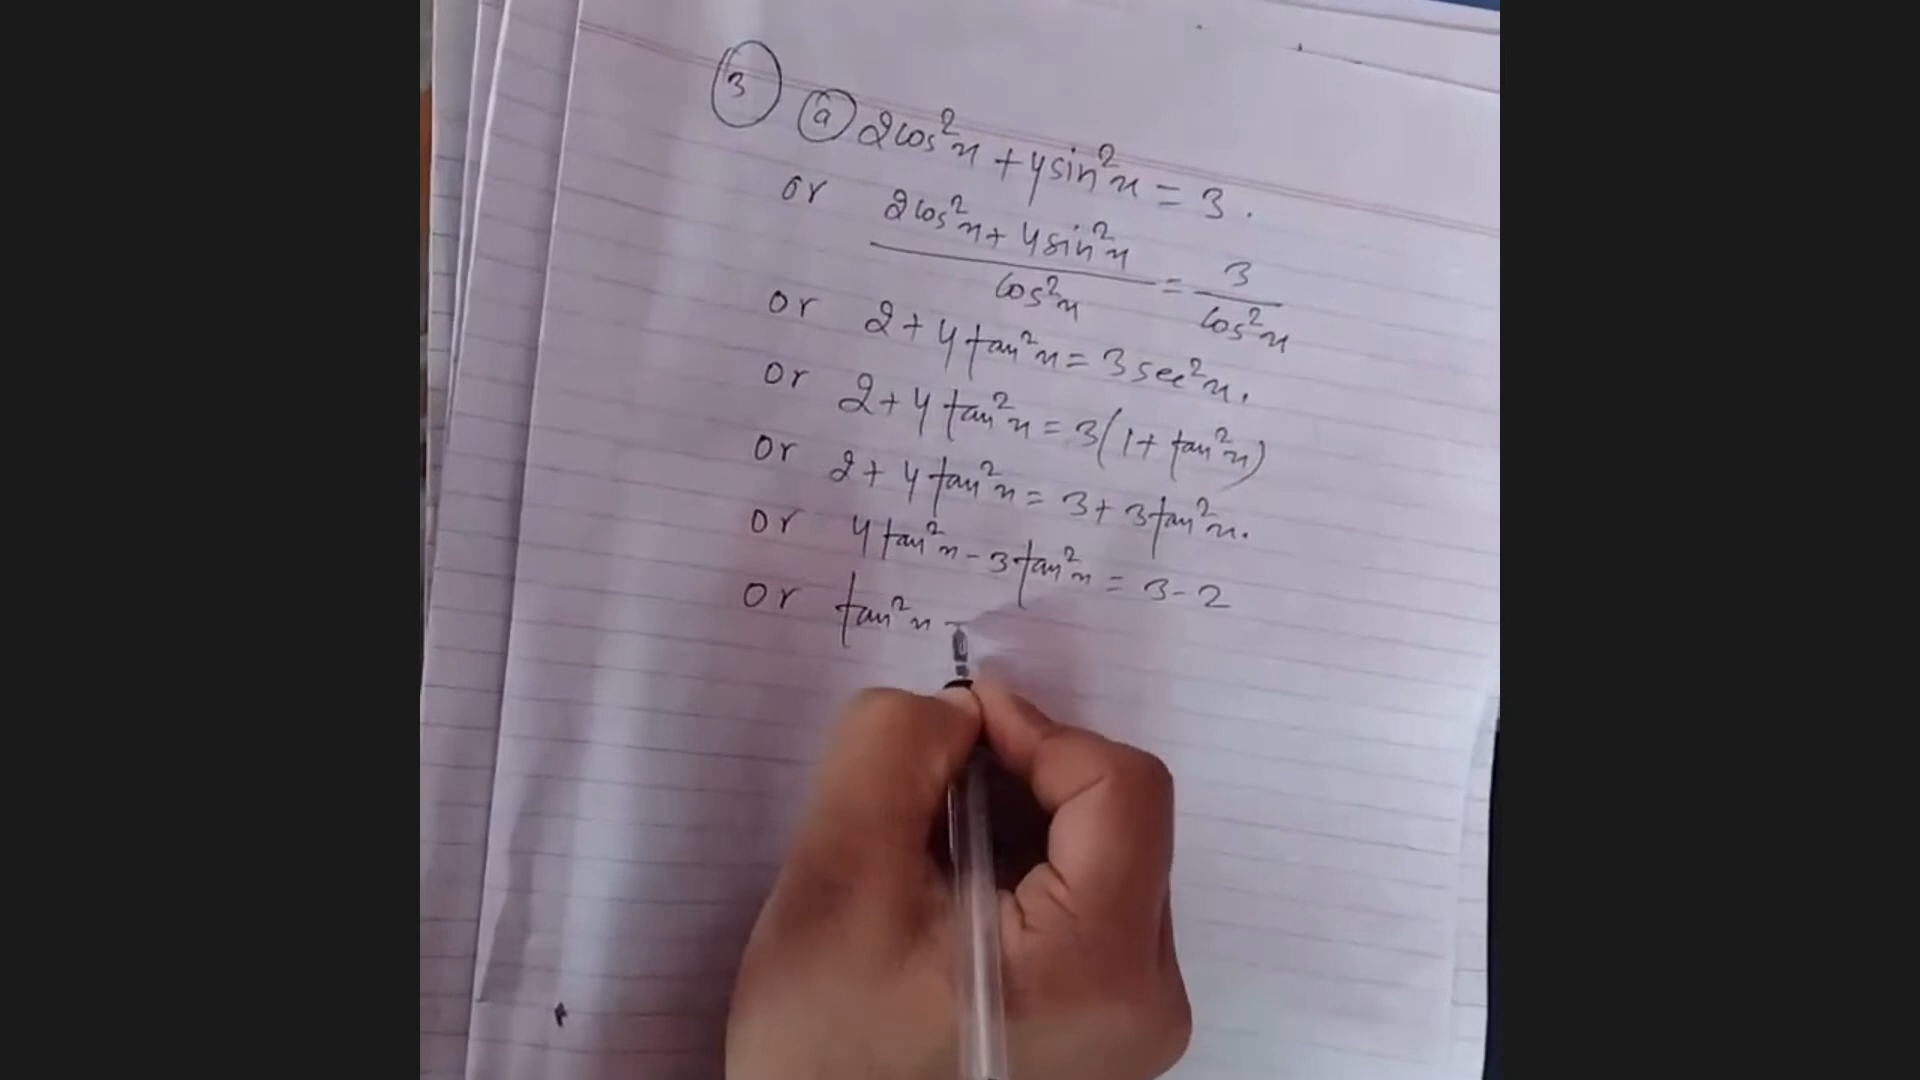 3 a 2cos²x + 4sin²x = 3.
or (2cos²x + 4sin²x)/cos²x = 3/cos²x
or 2 + 4tan²x = 3sec²x.
or 2 + 4tan²x = 3(1 + tan²x)
or 2 + 4tan²x = 3 + 3tan²x.
or 4tan²x - 3tan²x = 3 - 2
or tan²x -